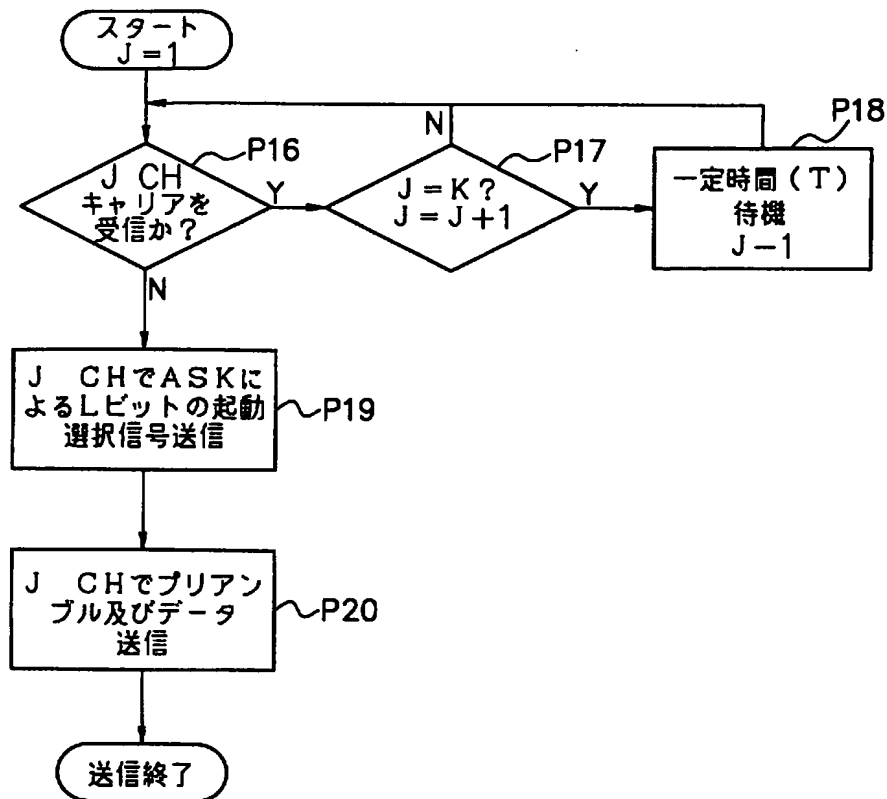 スタート
J=1
P16
J CH
キャリアを
受信か?
Y
N
P17
J=K?
J=J+1
N
Y
P18
一定時間(T)
待機
J-1
J CHでASKに
よるLビットの起動
選択信号送信
P19
J CHでプリアン
ブル及びデータ
送信
P20
送信終了